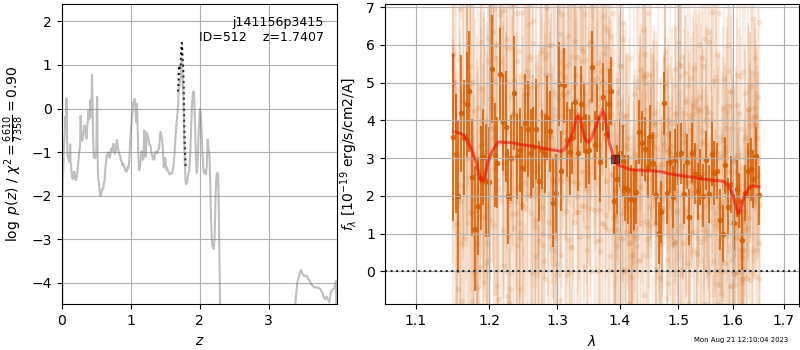 j141156p3415
ID=512 z=1.7407
log p(z) / χ² = 6610/7358 = 0.90
2
1
0
−1
−2
−3
−4
0 1 2 3
z
fλ [10⁻¹⁹ erg/s/cm2/A]
7
6
5
4
3
2
1
0
1.1 1.2 1.3 1.4 1.5 1.6 1.7
λ
Mon Aug 21 12:10:04 2023